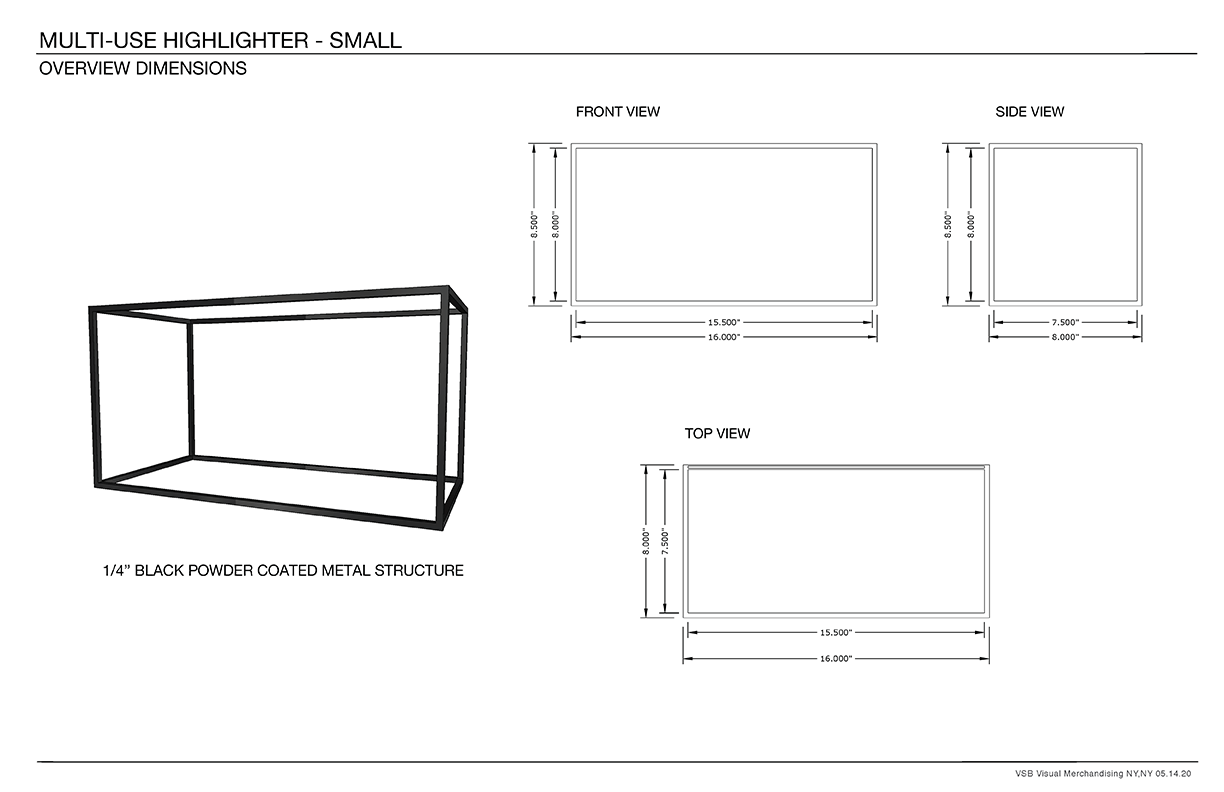 MULTI-USE HIGHLIGHTER - SMALL
OVERVIEW DIMENSIONS
FRONT VIEW
8.500"
8.000"
15.500"
16.000"
SIDE VIEW
8.500"
8.000"
7.500"
8.000"
1/4” BLACK POWDER COATED METAL STRUCTURE
TOP VIEW
8.000"
7.500"
15.500"
16.000"
VSB Visual Merchandising NY,NY 05.14.20